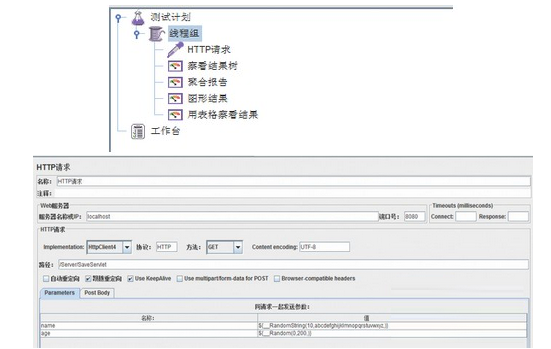 测试计划
线程组
HTTP请求
察看结果树
聚合报告
图形结果
用表格察看结果
工作台
HTTP请求
名称： HTTP请求
注释：
Web服务器 Timeouts (milliseconds)
服务器名称或IP： localhost 端口号： 8080 Connect: Response:
HTTP请求
Implementation: HttpClient4 协议： HTTP 方法： GET Content encoding: UTF-8
路径： /Server/SaveServlet
自动重定向 跟随重定向 Use KeepAlive Use multipart/form-data for POST Browser-compatible headers
Parameters Post Body
同请求一起发送参数：
名称： 值
name ${__RandomString(10,abcdefghijklmnopqrstuvwxyz,)}
age ${__Random(0,200,)}